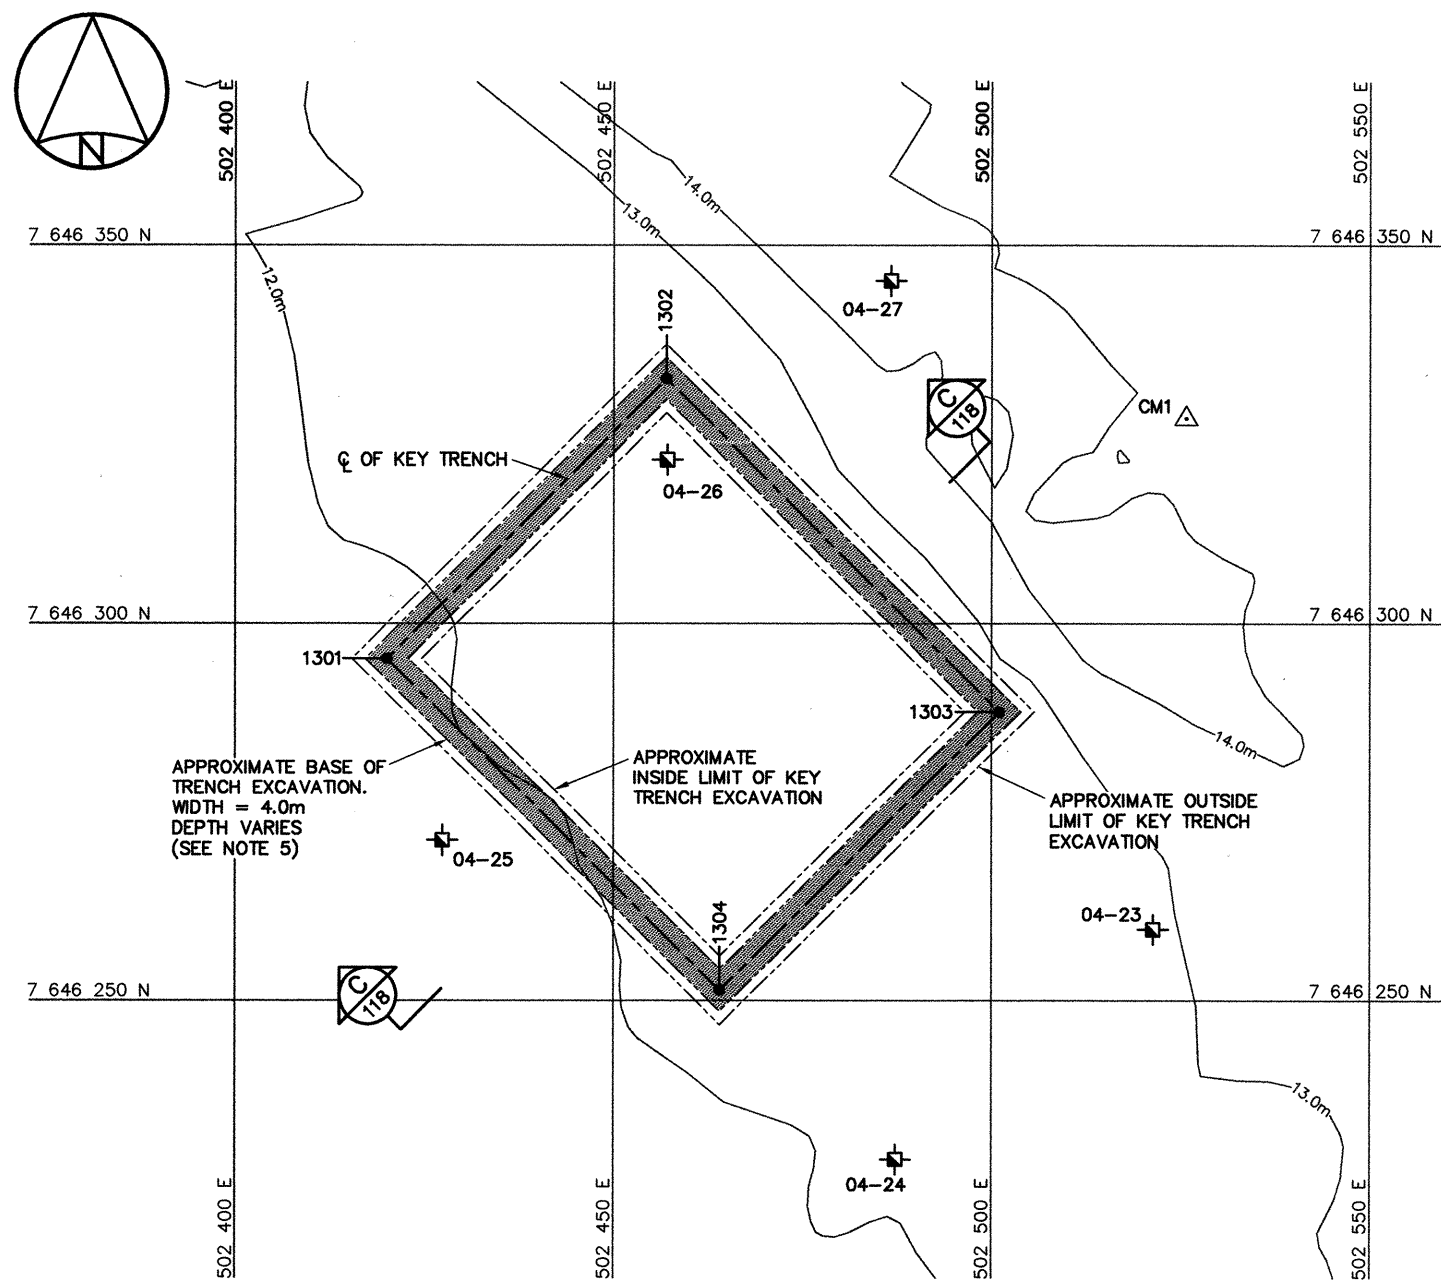 N
502 400 E
502 450 E
502 500 E
502 550 E
14.0m
13.0m
7 646 350 N
7 646 350 N
12.0m
1302
04-27
C
118
CM1
℄ OF KEY TRENCH
04-26
7 646 300 N
7 646 300 N
1301
1303
14.0m
APPROXIMATE BASE OF
TRENCH EXCAVATION.
WIDTH = 4.0m
DEPTH VARIES
(SEE NOTE 5)
APPROXIMATE
INSIDE LIMIT OF KEY
TRENCH EXCAVATION
APPROXIMATE OUTSIDE
LIMIT OF KEY TRENCH
EXCAVATION
04-25
1304
04-23
7 646 250 N
7 646 250 N
C
118
13.0m
04-24
502 400 E
502 450 E
502 500 E
502 550 E